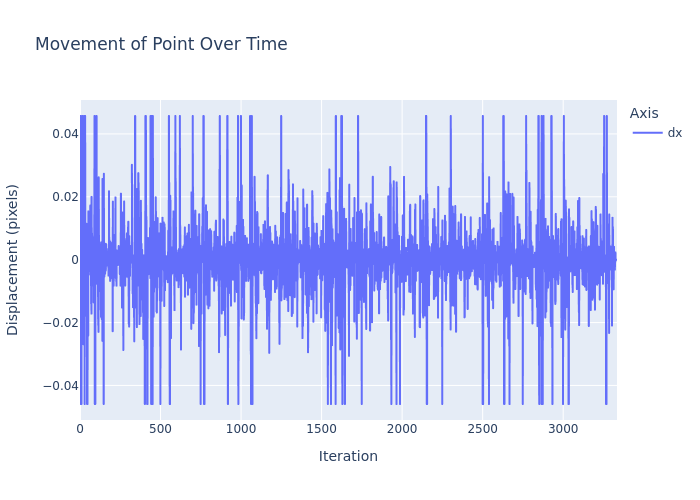 Movement of Point Over Time
Axis
dx
Displacement (pixels)
0.04
0.02
0
−0.02
−0.04
0 500 1000 1500 2000 2500 3000
Iteration